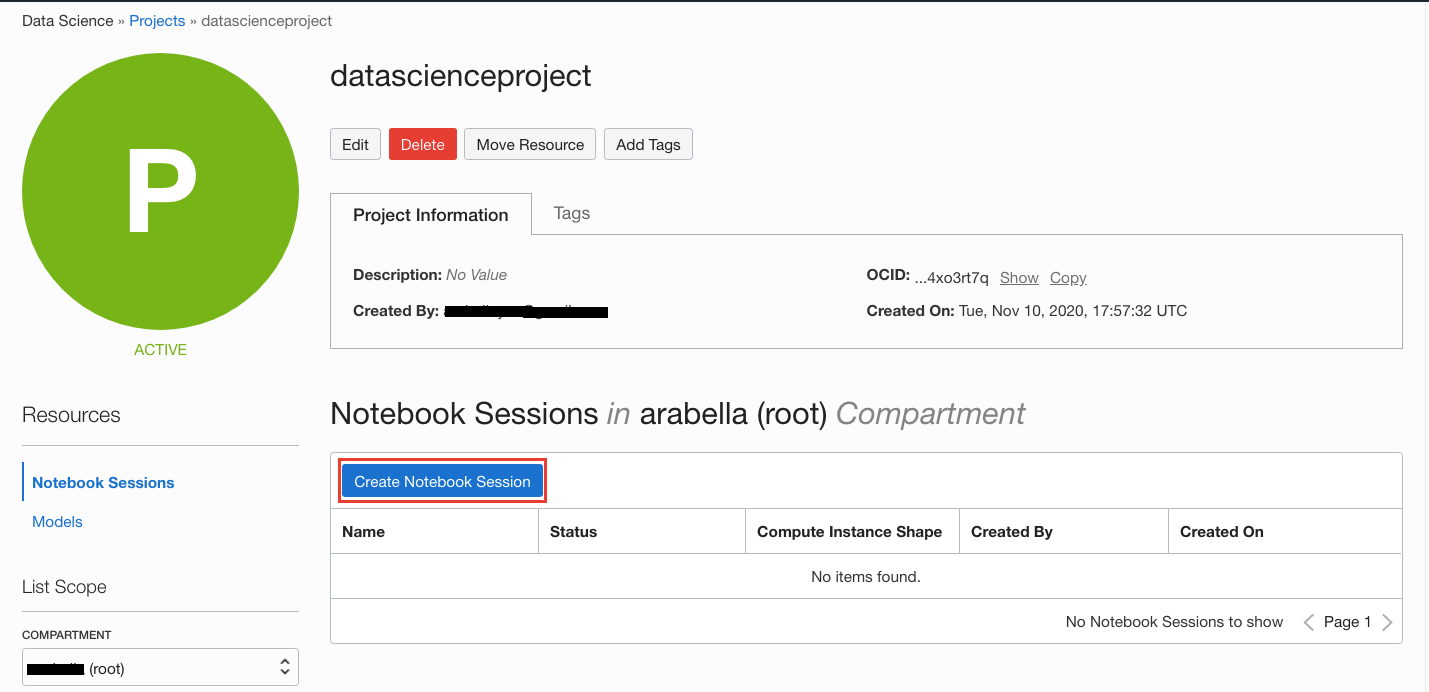 Data Science » Projects » datascienceproject
P
ACTIVE
datascienceproject
Edit Delete Move Resource Add Tags
Project Information Tags
Description: No Value
OCID: ...4xo3rt7q Show Copy
Created By:
Created On: Tue, Nov 10, 2020, 17:57:32 UTC
Resources
Notebook Sessions
Models
List Scope
COMPARTMENT
(root)
Notebook Sessions in arabella (root) Compartment
Create Notebook Session
Name Status Compute Instance Shape Created By Created On
No items found.
No Notebook Sessions to show Page 1